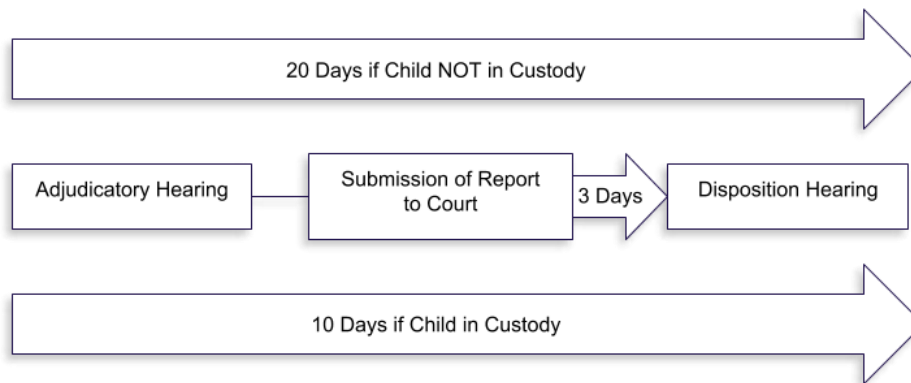 20 Days if Child NOT in Custody
Adjudicatory Hearing
Submission of Report
to Court
3 Days
Disposition Hearing
10 Days if Child in Custody